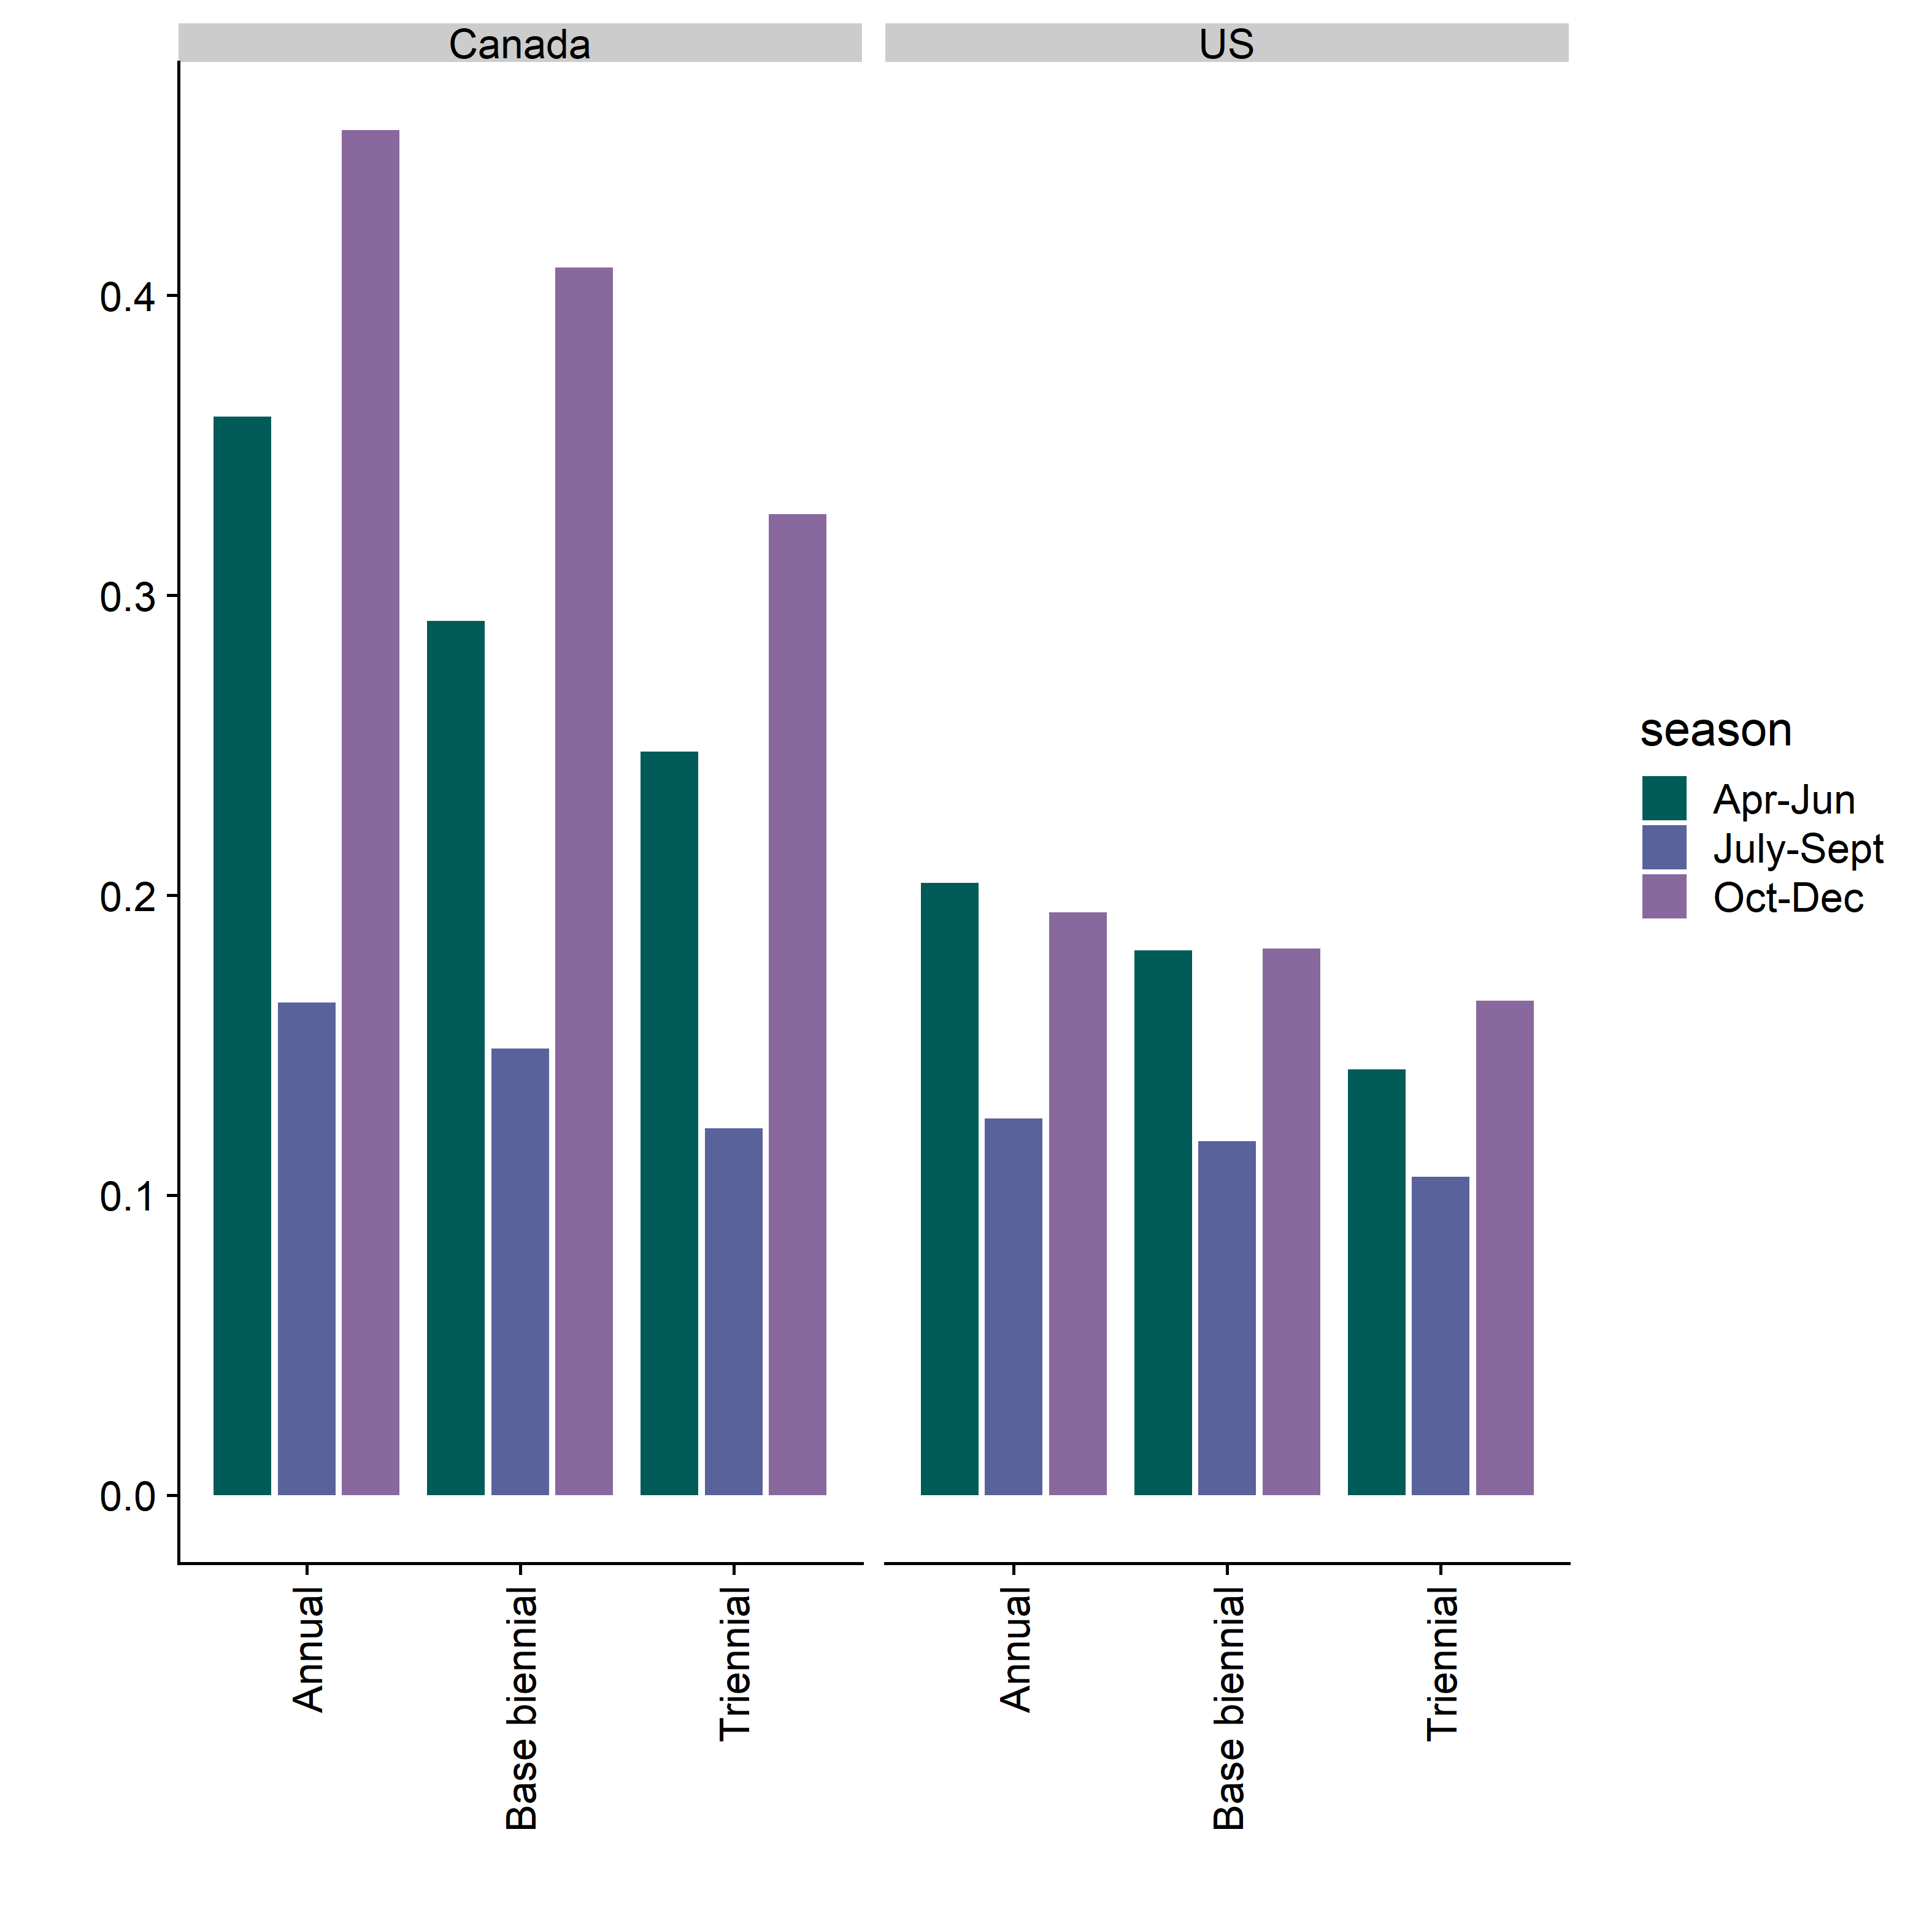 Canada
US
0.4
0.3
0.2
0.1
0.0
Annual
Base biennial
Triennial
Annual
Base biennial
Triennial
season
Apr-Jun
July-Sept
Oct-Dec